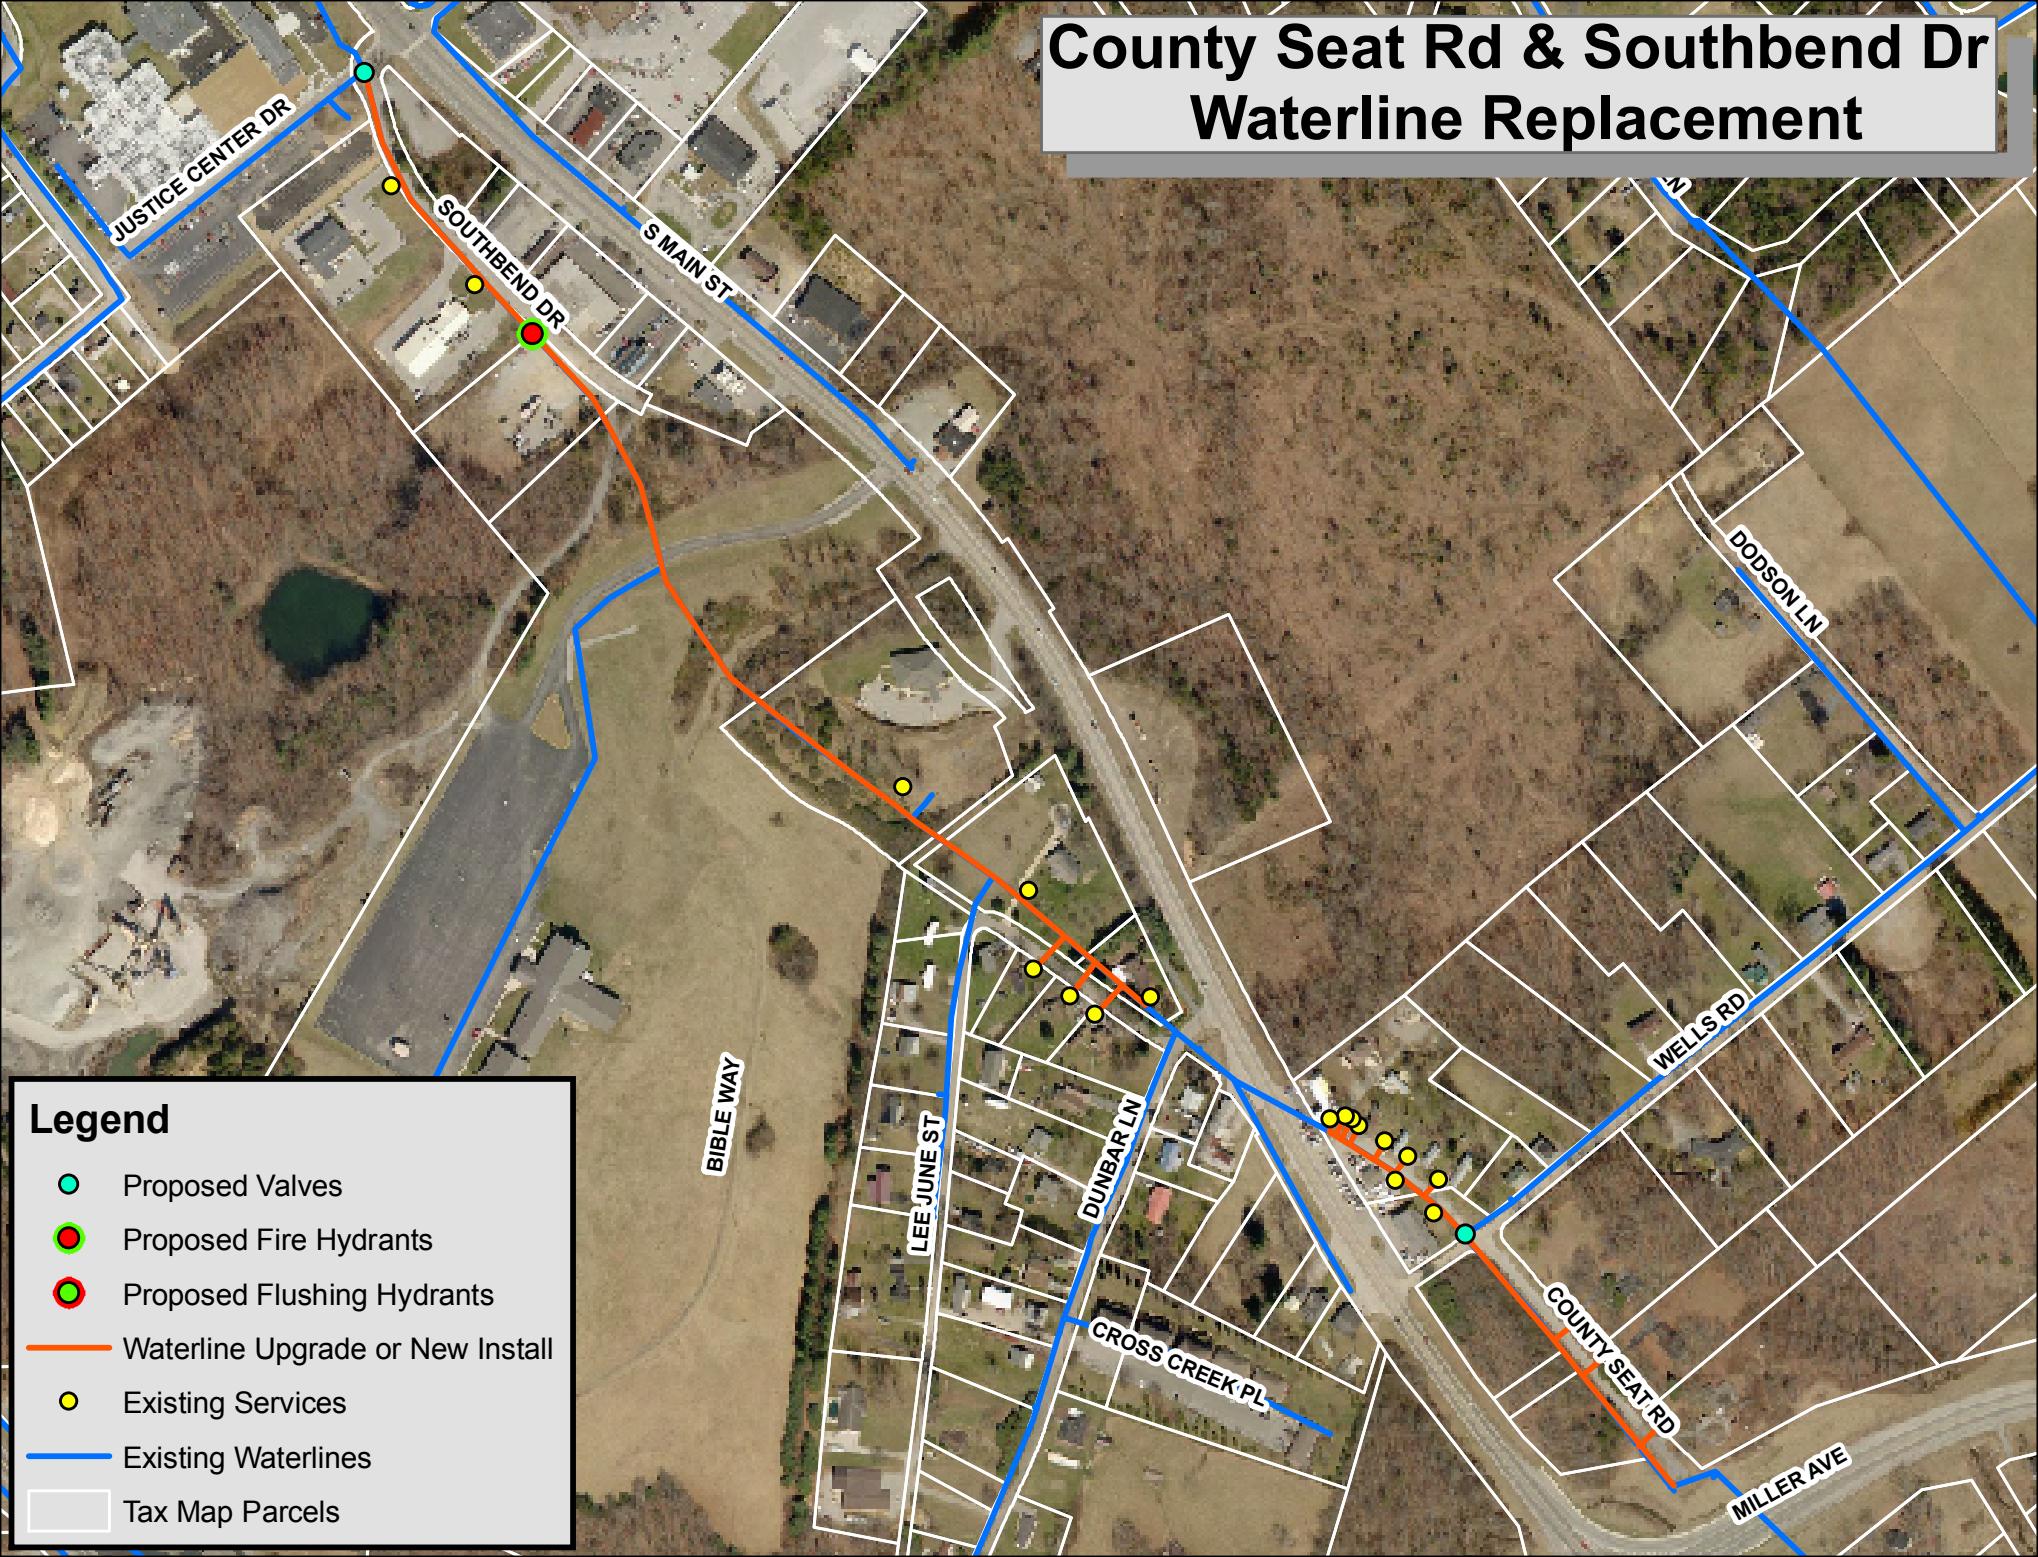 County Seat Rd & Southbend Dr
Waterline Replacement
JUSTICE CENTER DR
SOUTHBEND DR
S MAIN ST
LN
DODSON LN
WELLS RD
BIBLE WAY
LEE JUNE ST
DUNBAR LN
CROSS CREEK PL
COUNTY SEAT RD
MILLER AVE
Legend
Proposed Valves
Proposed Fire Hydrants
Proposed Flushing Hydrants
Waterline Upgrade or New Install
Existing Services
Existing Waterlines
Tax Map Parcels